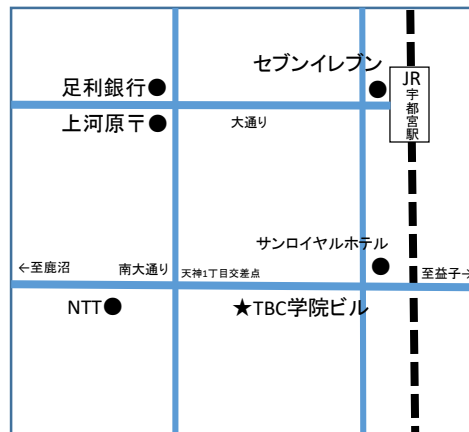 セブンイレブン
足利銀行
JR
宇都宮駅
上河原〒
大通り
サンロイヤルホテル
←至鹿沼
南大通り
天神1丁目交差点
至益子→
NTT
★TBC学院ビル